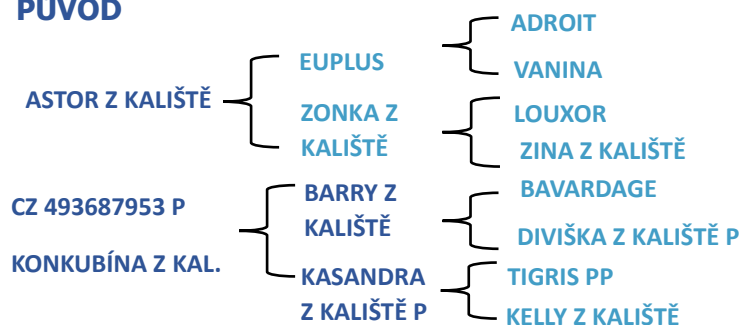 PŮVOD
ADROIT
EUPLUS
VANINA
ASTOR Z KALIŠTĚ
ZONKA Z
KALIŠTĚ
LOUXOR
ZINA Z KALIŠTĚ
CZ 493687953 P
KONKUBÍNA Z KAL.
BARRY Z
KALIŠTĚ
BAVARDAGE
DIVIŠKA Z KALIŠTĚ P
KASANDRA
Z KALIŠTĚ P
TIGRIS PP
KELLY Z KALIŠTĚ